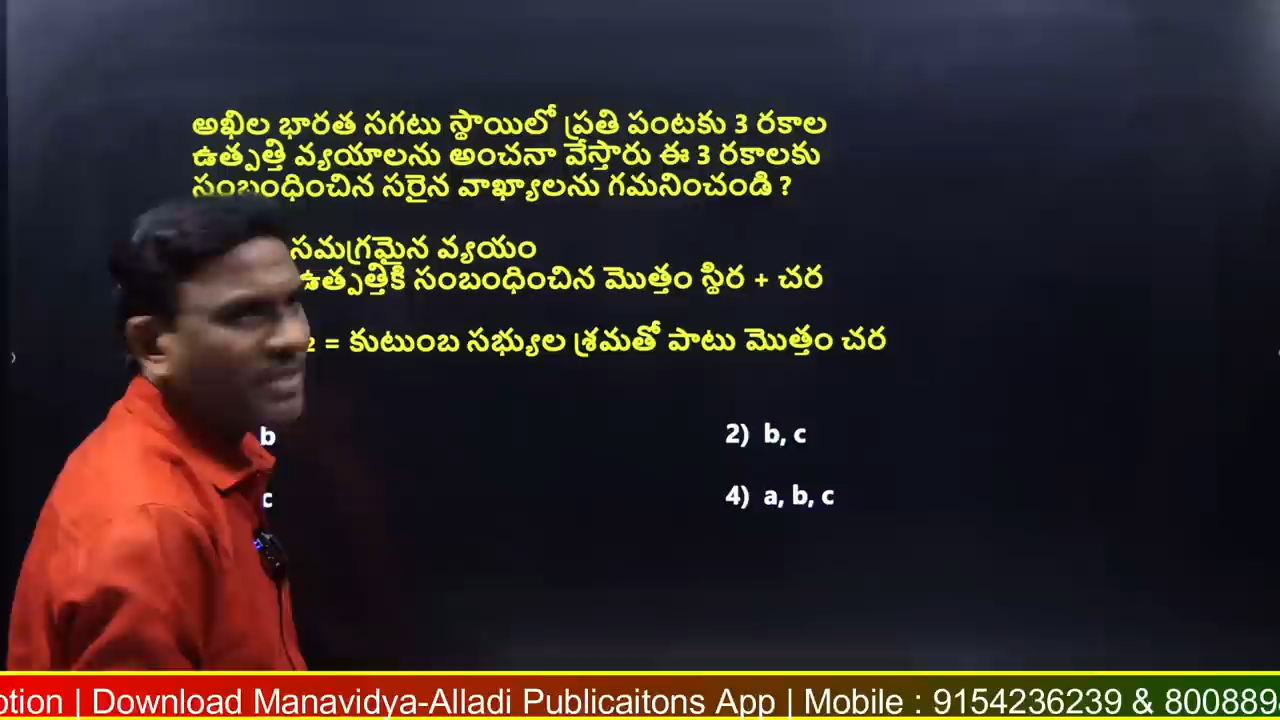 అఖిల భారత సగటు స్థాయిలో ప్రతి పంటకు 3 రకాల
ఉత్పత్తి వ్యయాలను అంచనా వేస్తారు ఈ 3 రకాలకు
సంబంధించిన సరైన వాఖ్యాలను గమనించండి ?
సమగ్రమైన వ్యయం
ఉత్పత్తికి సంబంధించిన మొత్తం స్థిర + చర
2 = కుటుంబ సభ్యుల శ్రమతో పాటు మొత్తం చర
b
2) b, c
c
4) a, b, c
otion | Download Manavidya-Alladi Publicaitons App | Mobile : 9154236239 & 800889